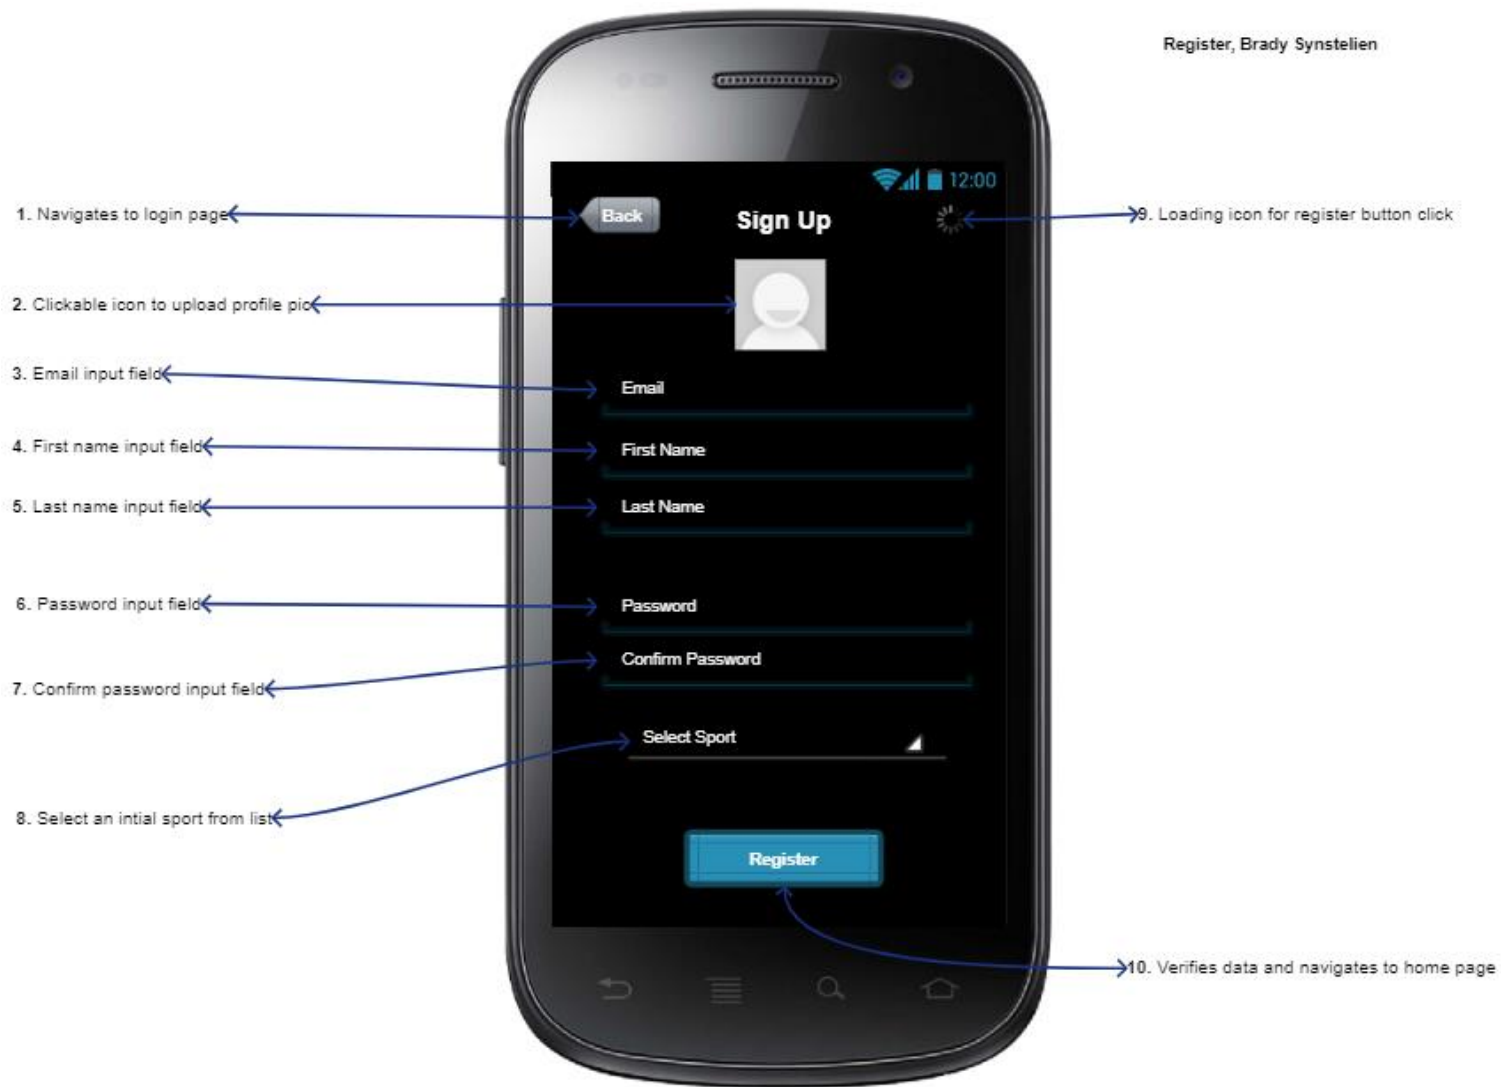 Register, Brady Synstelien
12:00
1. Navigates to login page
Back
Sign Up
9. Loading icon for register button click
2. Clickable icon to upload profile pic
3. Email input field
Email
4. First name input field
First Name
5. Last name input field
Last Name
6. Password input field
Password
7. Confirm password input field
Confirm Password
Select Sport
8. Select an intial sport from list
Register
10. Verifies data and navigates to home page